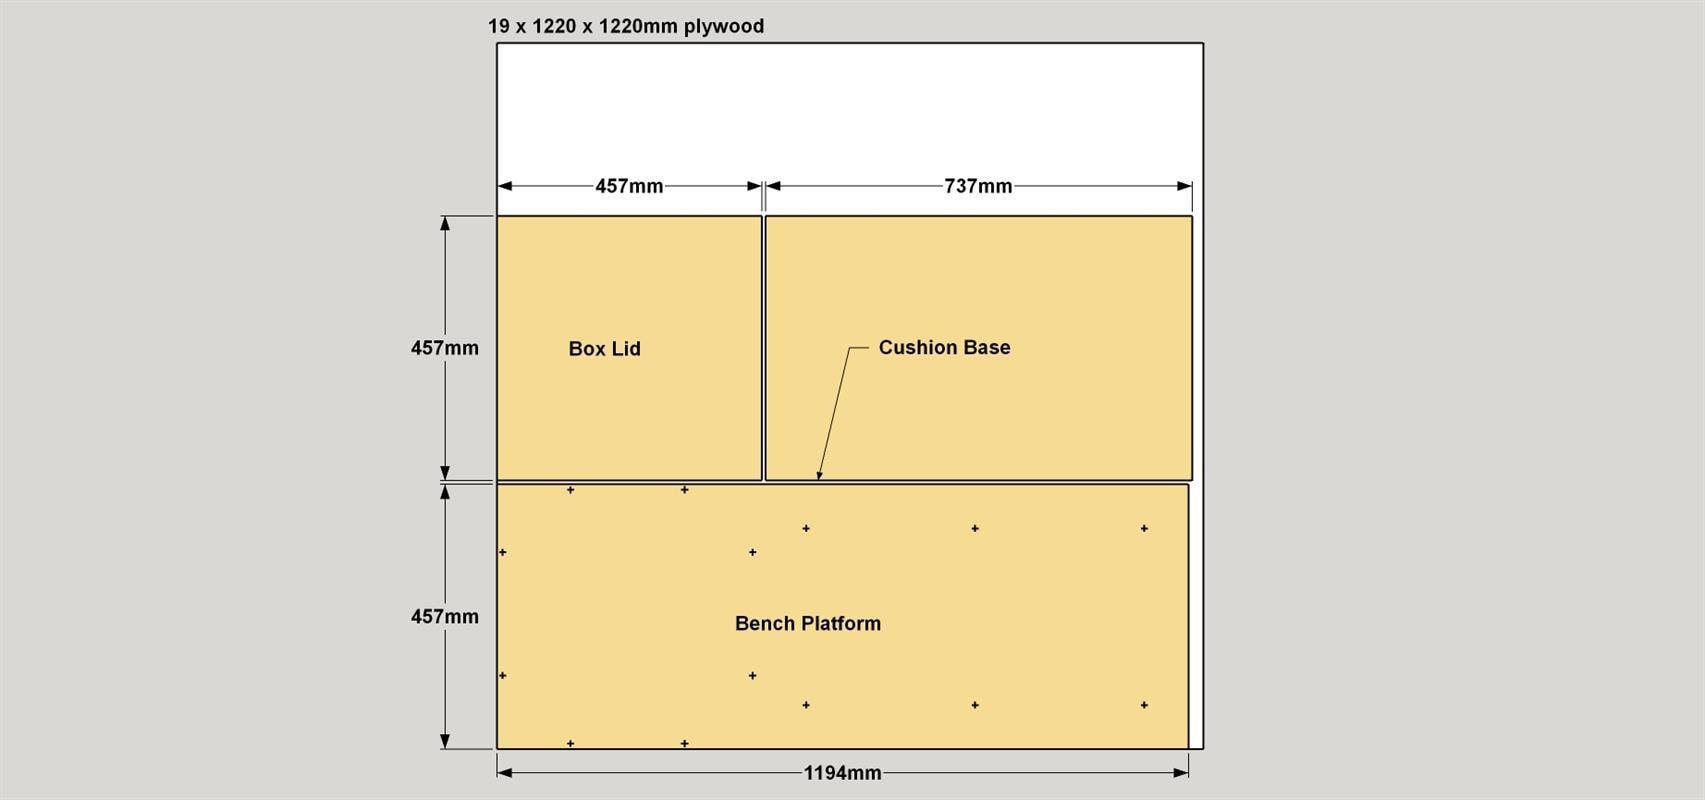 19 x 1220 x 1220mm plywood
457mm
737mm
457mm
Box Lid
Cushion Base
457mm
Bench Platform
1194mm